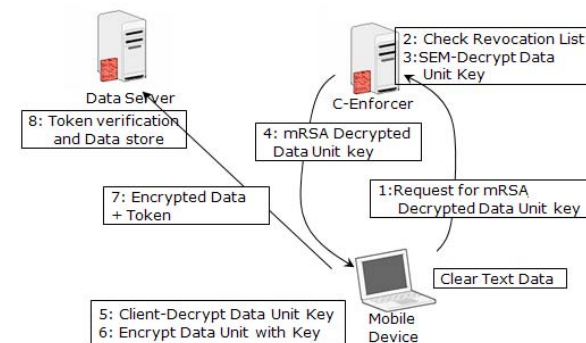 2: Check Revocation List
3:SEM-Decrypt Data
Unit Key
Data Server
C-Enforcer
8: Token verification
and Data store
4: mRSA Decrypted
Data Unit key
7: Encrypted Data
+ Token
1:Request for mRSA
Decrypted Data Unit key
Clear Text Data
5: Client-Decrypt Data Unit Key
6: Encrypt Data Unit with Key
Mobile
Device